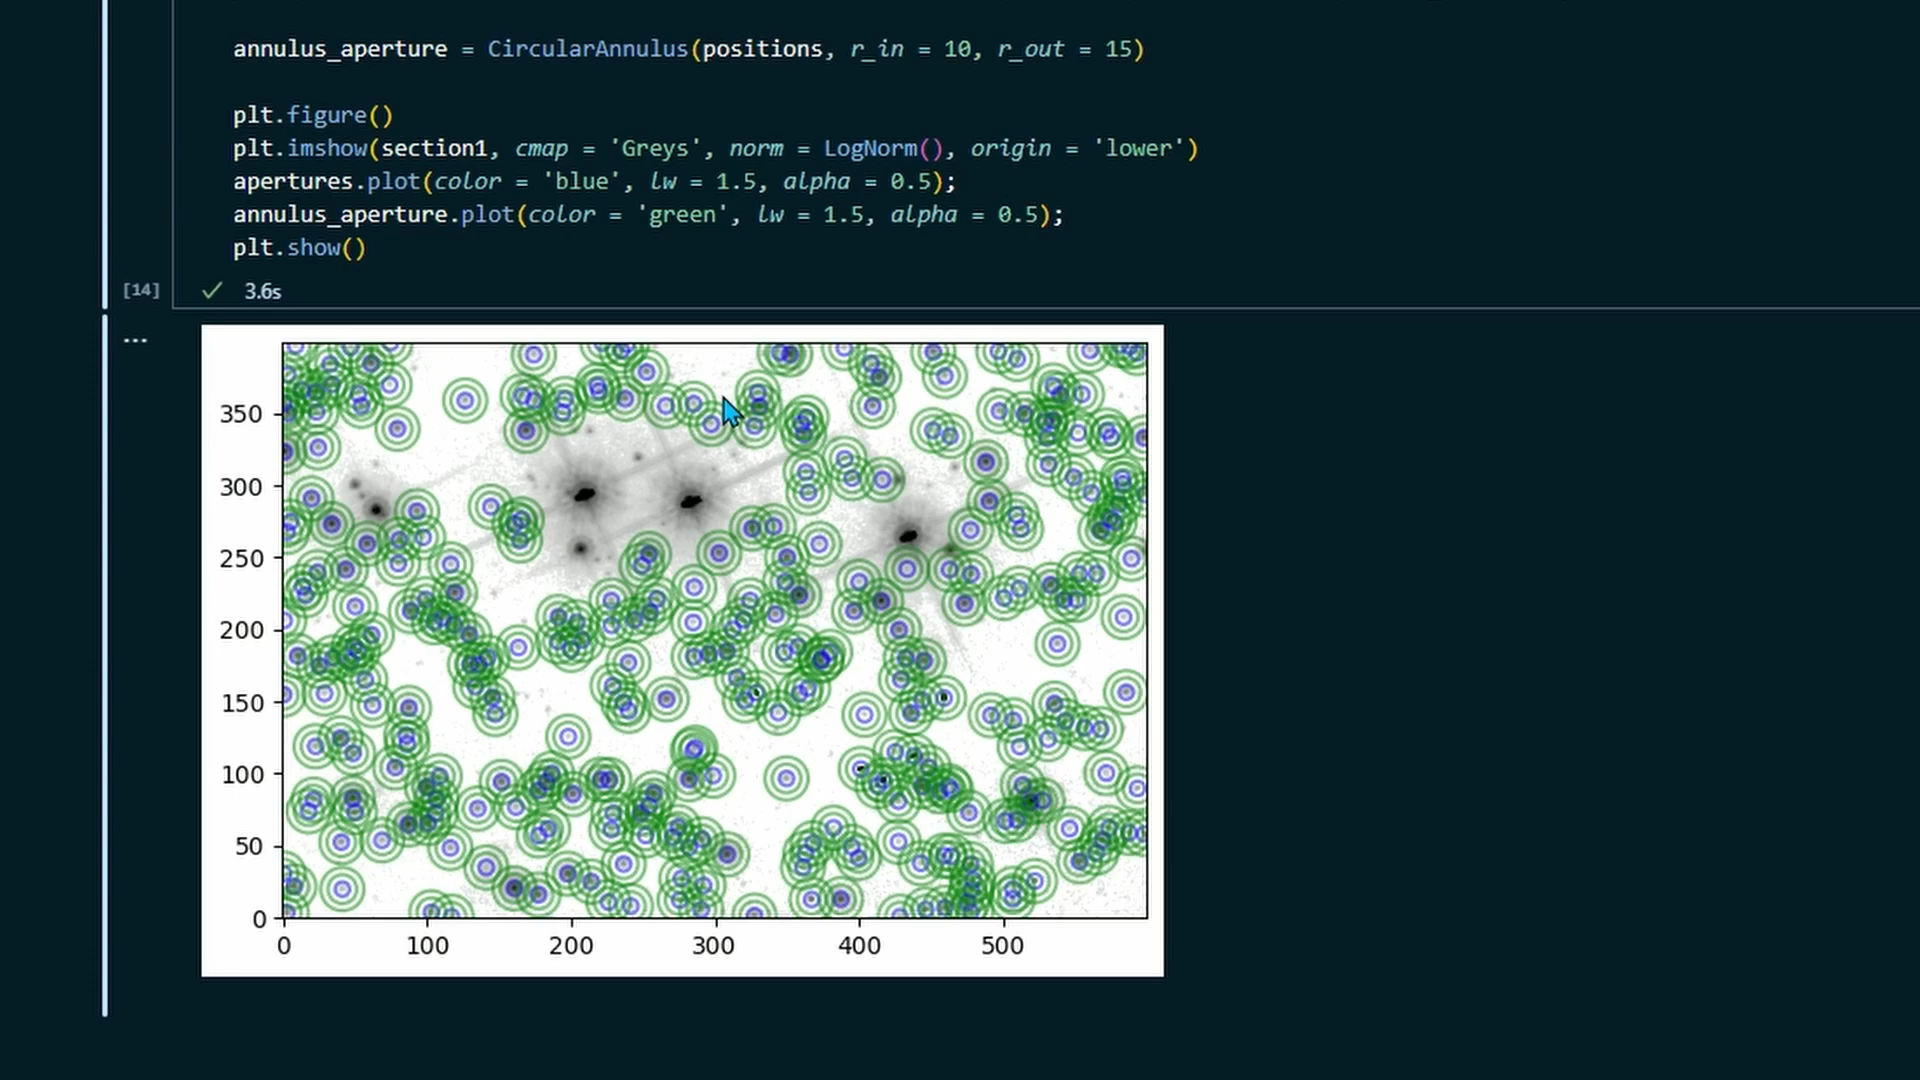 annulus_aperture = CircularAnnulus(positions, r_in = 10, r_out = 15)
plt.figure()
plt.imshow(section1, cmap = 'Greys', norm = LogNorm(), origin = 'lower')
apertures.plot(color = 'blue', lw = 1.5, alpha = 0.5);
annulus_aperture.plot(color = 'green', lw = 1.5, alpha = 0.5);
plt.show()
[14] ✓ 3.6s
...
350
300
250
200
150
100
50
0
0 100 200 300 400 500